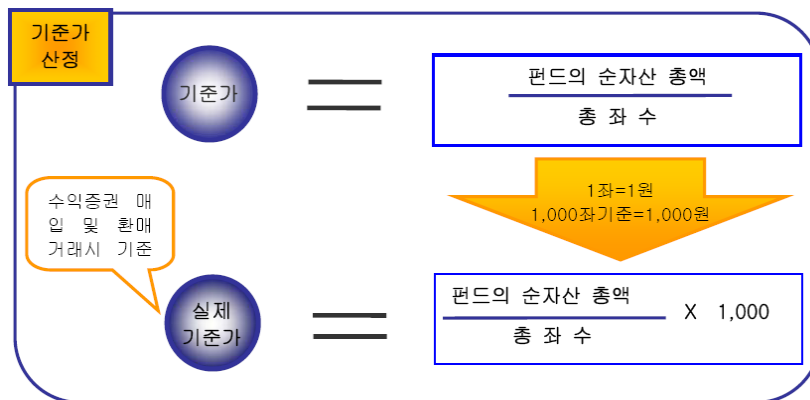 기준가
산정
기준가
펀드의 순자산 총액
총 좌 수
1좌=1원
1,000좌기준=1,000원
수익증권 매
입 및 환매
거래시 기준
실제
기준가
펀드의 순자산 총액
X 1,000
총 좌 수